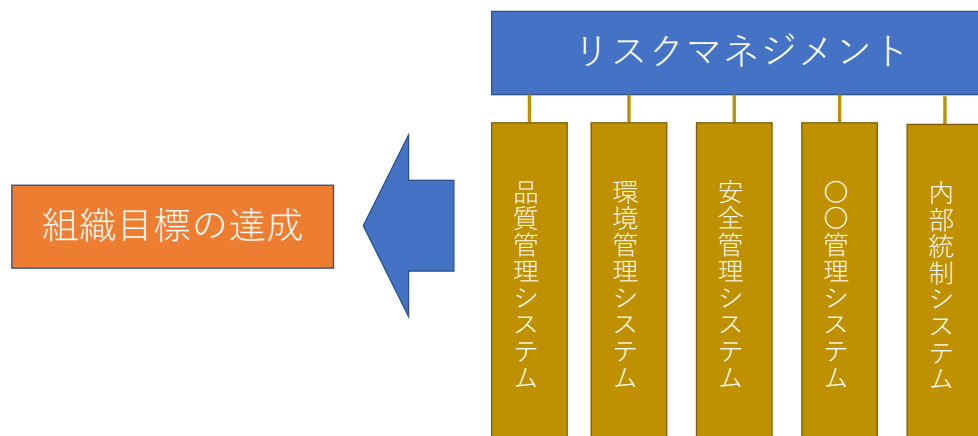 リスクマネジメント
組織目標の達成
品質管理システム
環境管理システム
安全管理システム
〇〇管理システム
内部統制システム